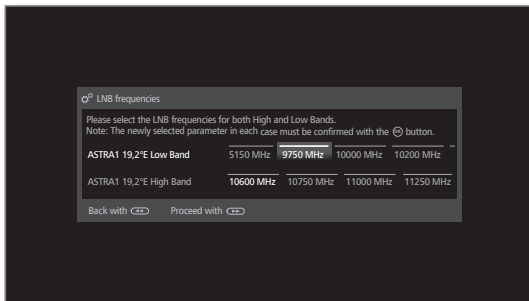 LNB frequencies
Please select the LNB frequencies for both High and Low Bands.
Note: The newly selected parameter in each case must be confirmed with the OK button.
ASTRA1 19,2°E Low Band 5150 MHz 9750 MHz 10000 MHz 10200 MHz
ASTRA1 19,2°E High Band 10600 MHz 10750 MHz 11000 MHz 11250 MHz
Back with Proceed with